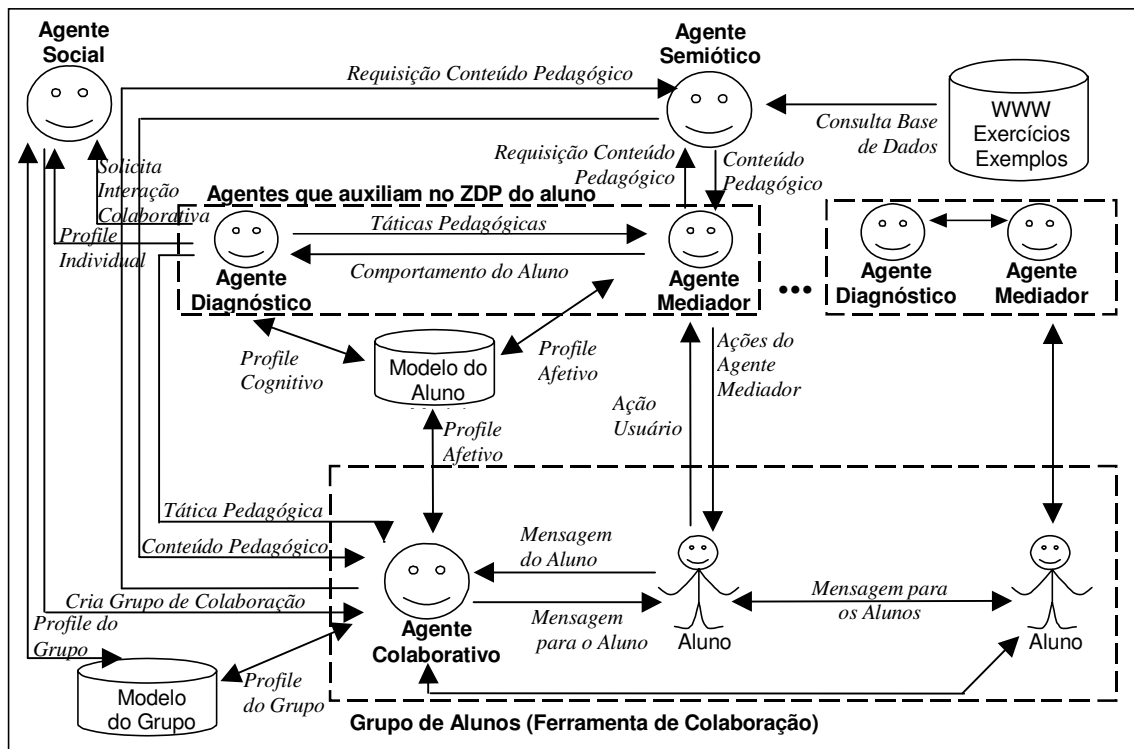 Agente
Social
Agente
Semiótico
Requisição Conteúdo Pedagógico
WWW
Exercícios
Exemplos
Consulta Base
de Dados
Requisição Conteúdo
Pedagógico
Conteúdo
Pedagógico
Solicita
Interação
Colaborativa
Agentes que auxiliam no ZDP do aluno
Profile
Individual
Táticas Pedagógicas
Comportamento do Aluno
Agente
Diagnóstico
Agente
Mediador
...
Agente
Diagnóstico
Agente
Mediador
Profile
Cognitivo
Modelo do
Aluno
Profile
Afetivo
Ações do
Agente
Mediador
Ação
Usuário
Profile
Afetivo
Tática Pedagógica
Conteúdo Pedagógico
Mensagem
do Aluno
Cria Grupo de Colaboração
Mensagem
para o Aluno
Mensagem para
os Alunos
Profile do
Grupo
Agente
Colaborativo
Aluno
Aluno
Modelo
do Grupo
Profile
do Grupo
Grupo de Alunos (Ferramenta de Colaboração)